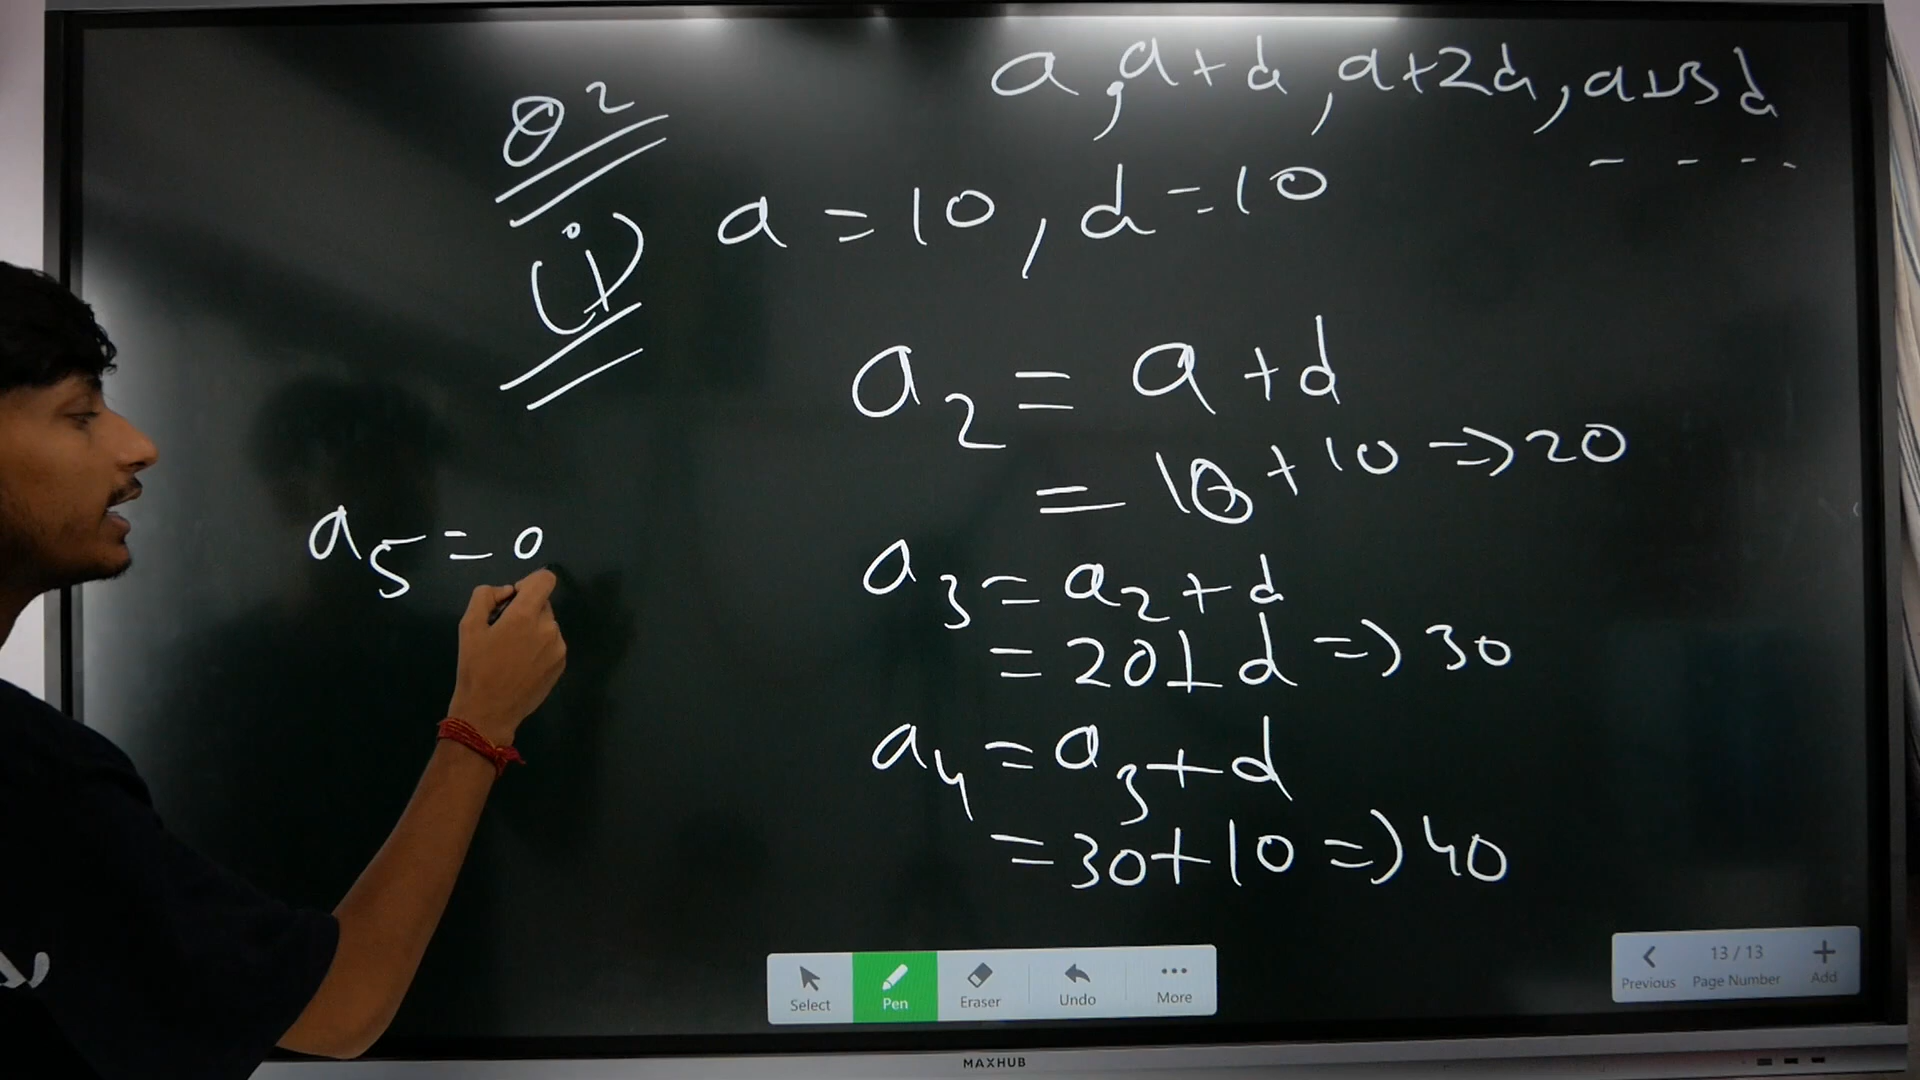 a, a+d, a+2d, a+3d
- - - -
Q2
(i) a = 10, d = 10
a₂ = a + d
= 10 + 10 => 20
a₃ = a₂ + d
= 20 + d => 30
a₄ = a₃ + d
= 30 + 10 => 40
a₅ =
Select
Pen
Eraser
Undo
More
Previous
13 / 13
Page Number
Add
MAXHUB